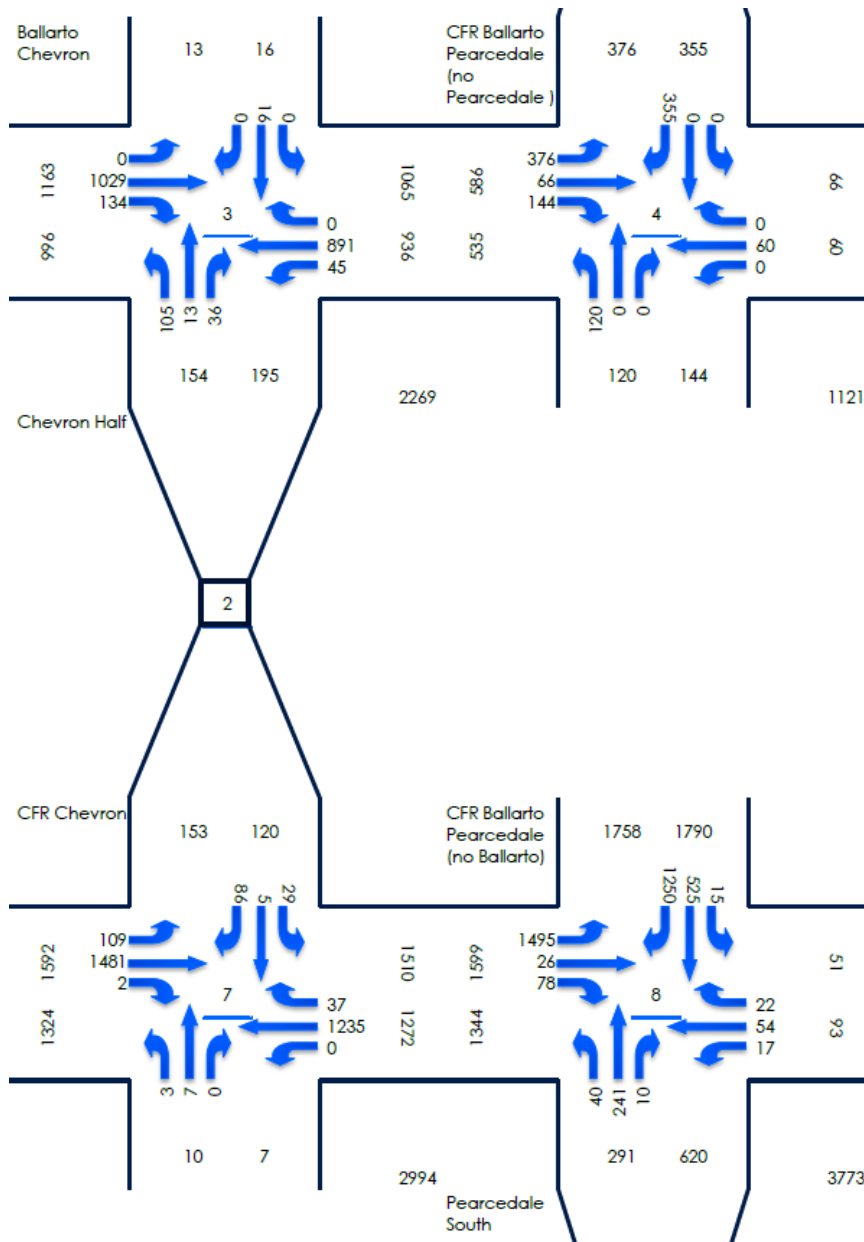 Ballarto
Chevron
13 16
CFR Ballarto
Pearcedale
(no
Pearcedale )
376 355
0 16 0
355 0 0
0
1029
134
1163
996
3
0
891
45
1065
936
105 13 36
154 195
376
66
144
586
535
4
0
60
0
66
60
120 0 0
120 144
2269
1121
Chevron Half
2
CFR Chevron
153 120
CFR Ballarto
Pearcedale
(no Ballarto)
1758 1790
86 5 29
1250 525 15
109
1481
2
1592
1324
7
37
1235
0
1510
1272
3 7 0
10 7
1495
26
78
1599
1344
8
22
54
17
51
93
40 241 10
291 620
2994
3773
Pearcedale
South